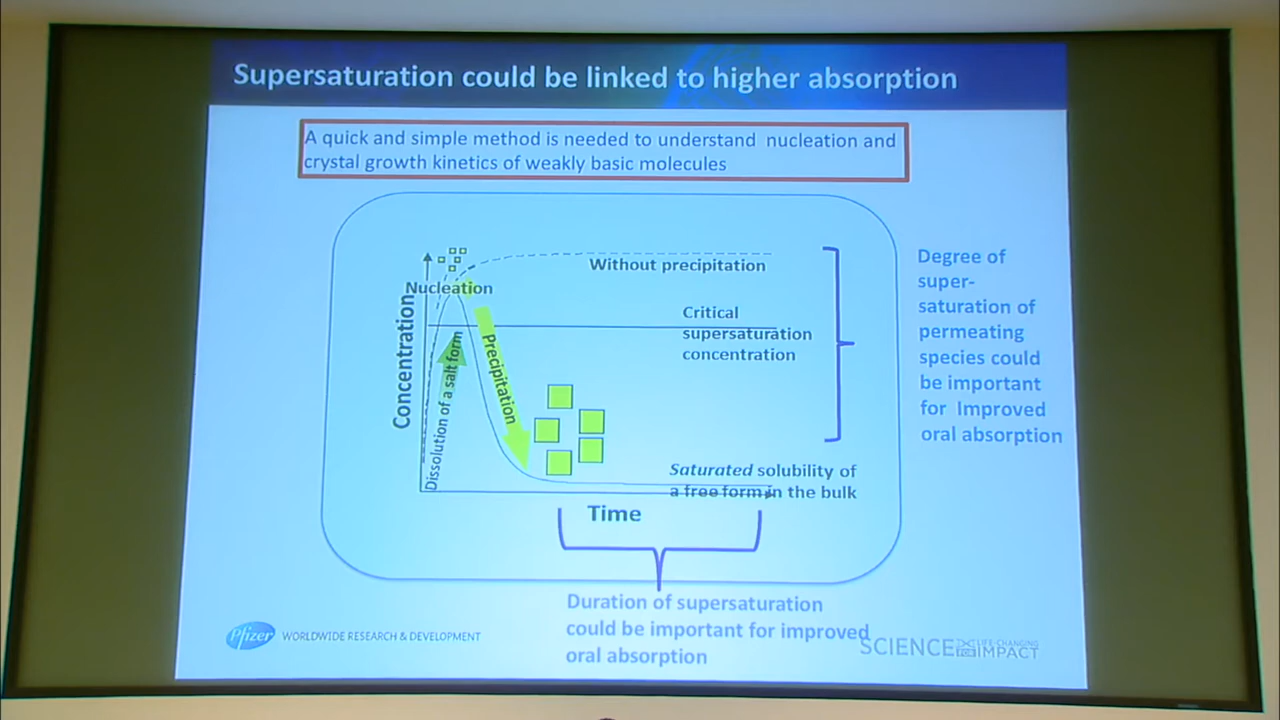 Supersaturation could be linked to higher absorption
A quick and simple method is needed to understand nucleation and
crystal growth kinetics of weakly basic molecules
Without precipitation
Nucleation
Critical
supersaturation
concentration
Concentration
Dissolution of a salt form
Precipitation
Saturated solubility of
a free form in the bulk
Time
Degree of
super-
saturation of
permeating
species could
be important
for Improved
oral absorption
Duration of supersaturation
could be important for improved
oral absorption
Pfizer WORLDWIDE RESEARCH & DEVELOPMENT
SCIENCE FOR LIFE-CHANGING IMPACT